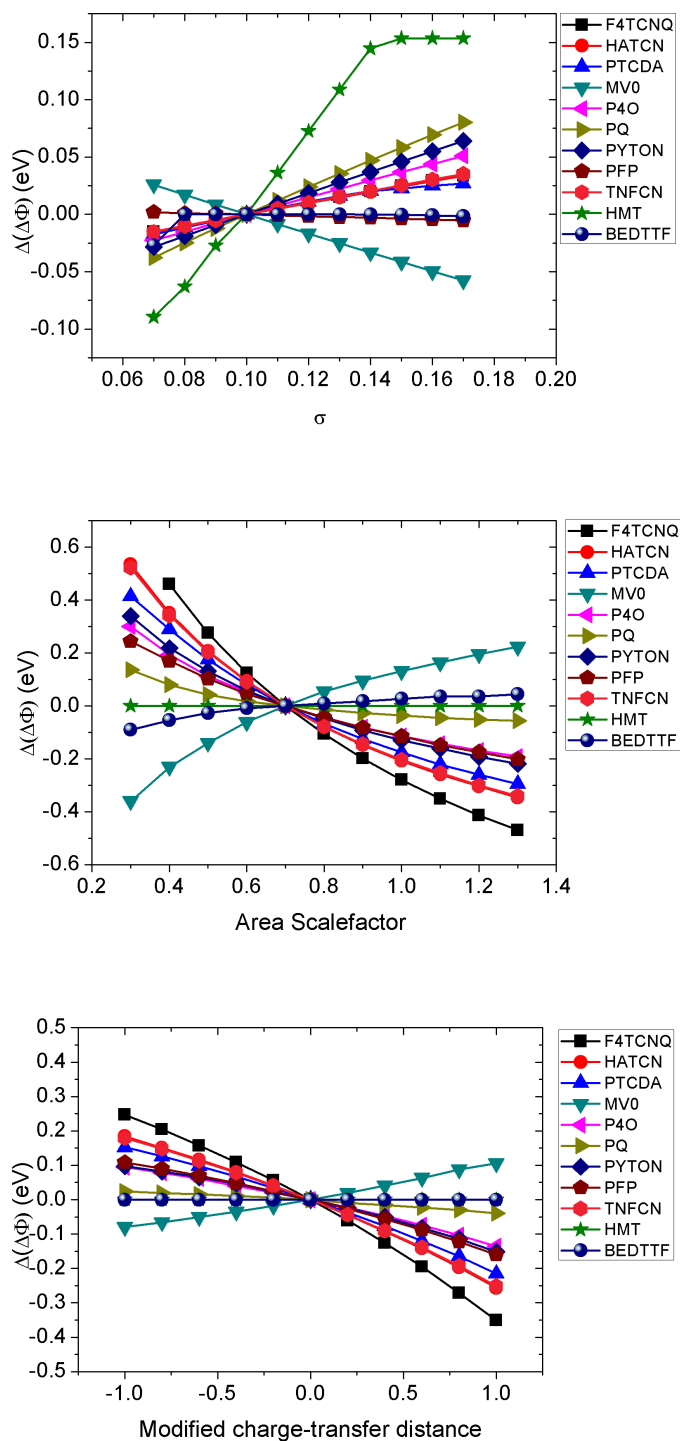 0.15
0.10
0.05
0.00
-0.05
-0.10
Δ(ΔΦ) (eV)
0.06 0.08 0.10 0.12 0.14 0.16 0.18 0.20
σ
F4TCNQ
HATCN
PTCDA
MV0
P4O
PQ
PYTON
PFP
TNFCN
HMT
BEDTTF
0.6
0.4
0.2
0.0
-0.2
-0.4
-0.6
Δ(ΔΦ) (eV)
0.2 0.4 0.6 0.8 1.0 1.2 1.4
Area Scalefactor
F4TCNQ
HATCN
PTCDA
MV0
P4O
PQ
PYTON
PFP
TNFCN
HMT
BEDTTF
0.5
0.4
0.3
0.2
0.1
0.0
-0.1
-0.2
-0.3
-0.4
-0.5
Δ(ΔΦ) (eV)
-1.0 -0.5 0.0 0.5 1.0
Modified charge-transfer distance
F4TCNQ
HATCN
PTCDA
MV0
P4O
PQ
PYTON
PFP
TNFCN
HMT
BEDTTF